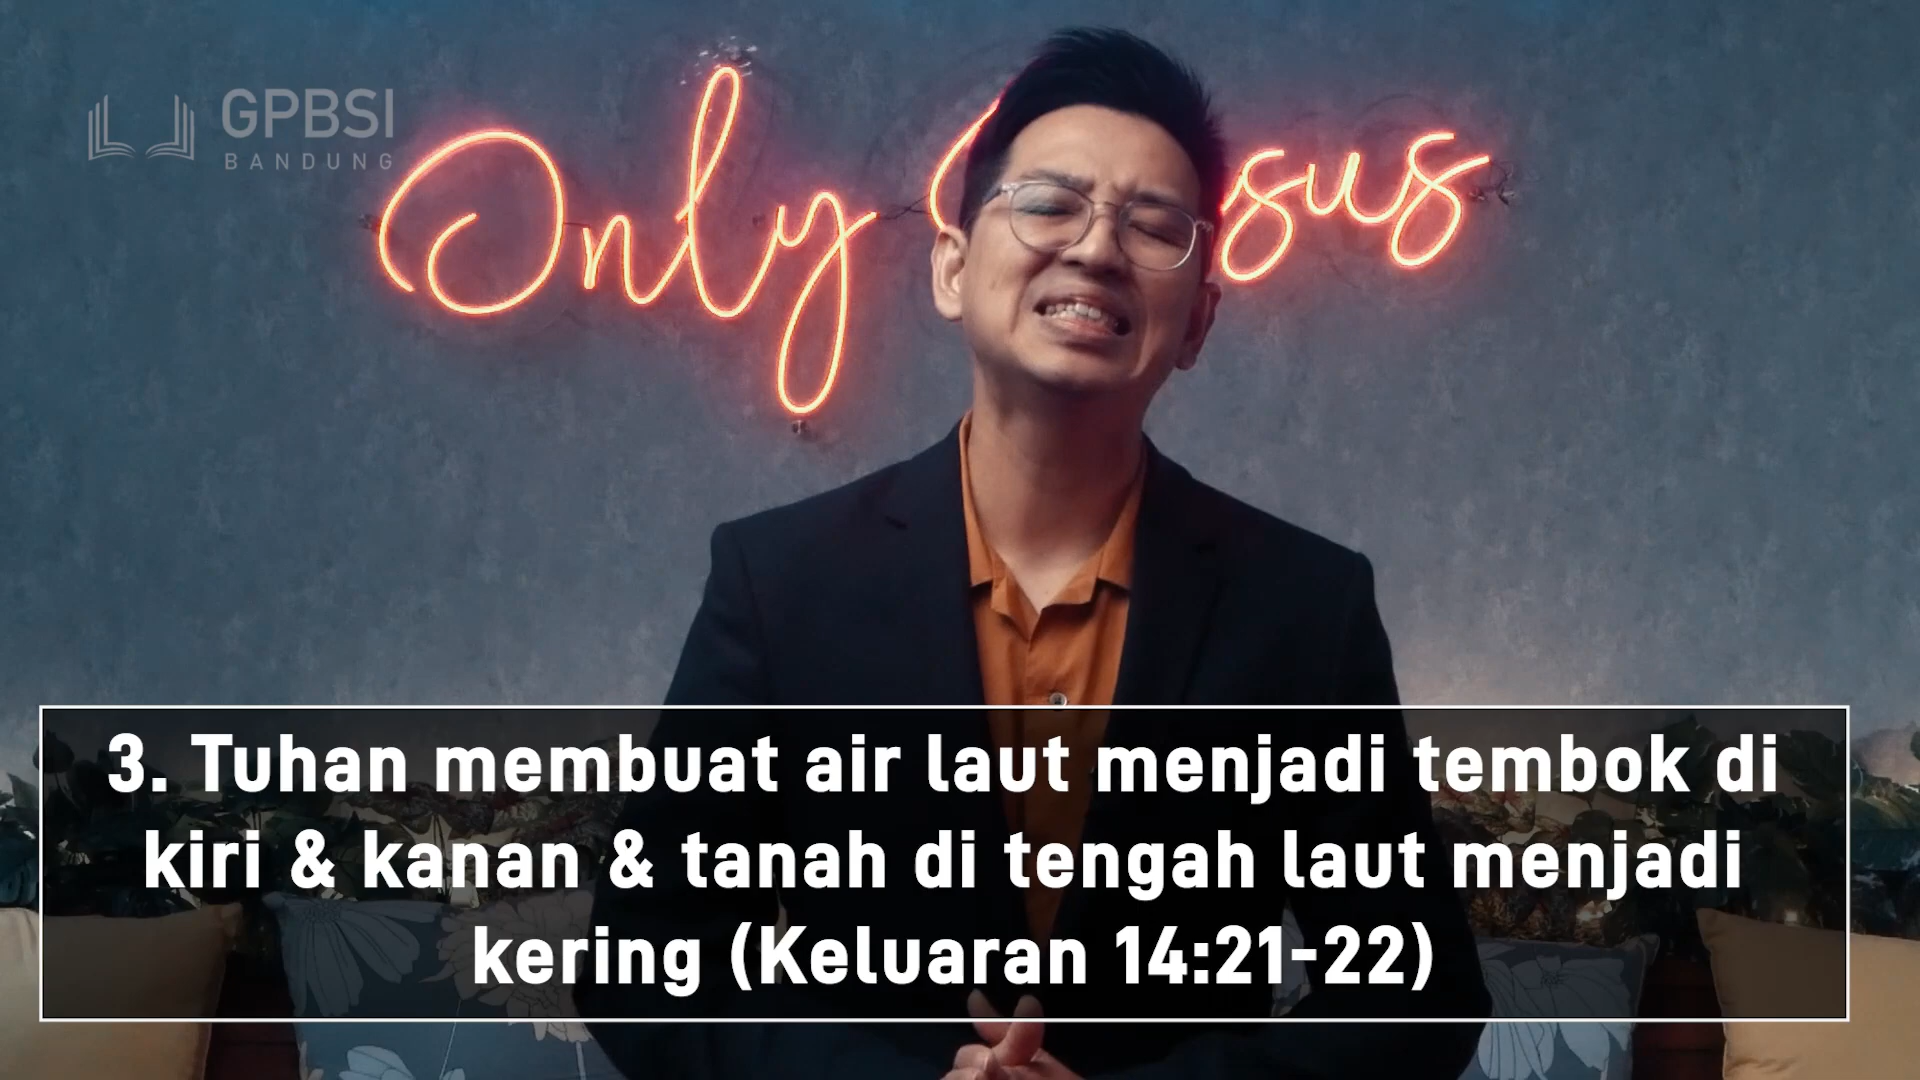 GPBSI
BANDUNG
Only sus
3. Tuhan membuat air laut menjadi tembok di
kiri & kanan & tanah di tengah laut menjadi
kering (Keluaran 14:21-22)